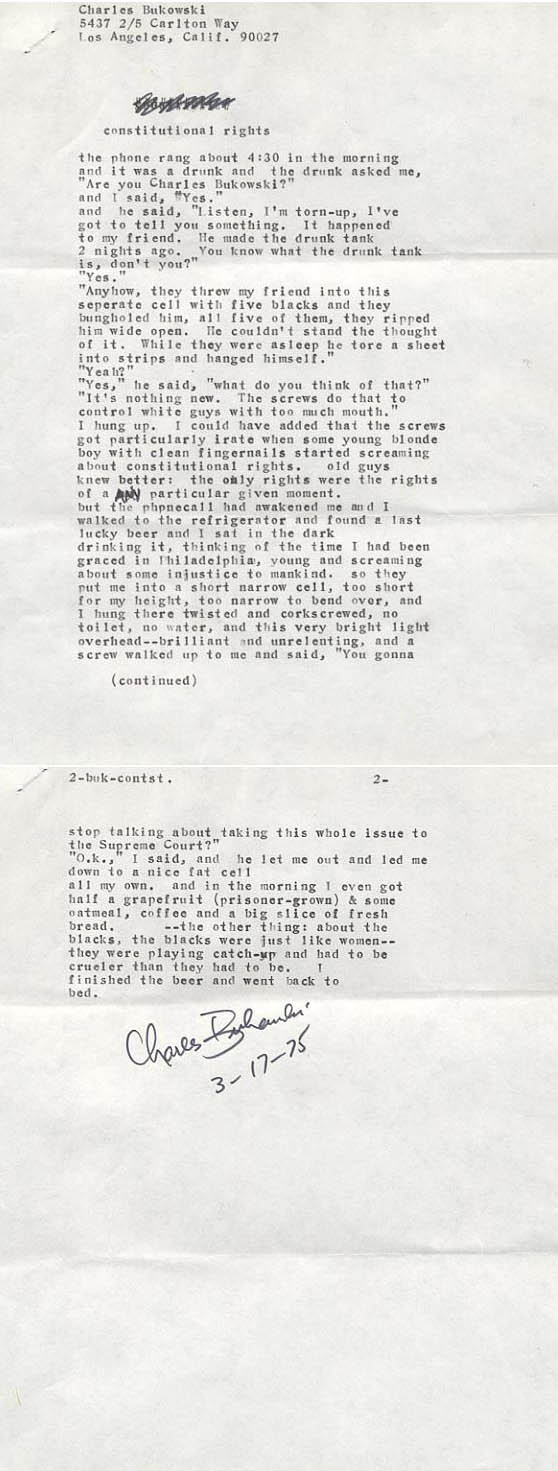 Charles Bukowski
5437 2/5 Carlton Way
Los Angeles, Calif. 90027
constitutional rights
the phone rang about 4:30 in the morning
and it was a drunk and the drunk asked me,
"Are you Charles Bukowski?"
and I said, "Yes."
and he said, "Listen, I'm torn-up, I've
got to tell you something. It happened
to my friend. He made the drunk tank
2 nights ago. You know what the drunk tank
is, don't you?"
"Yes."
"Anyhow, they threw my friend into this
seperate cell with five blacks and they
bungholed him, all five of them, they ripped
him wide open. He couldn't stand the thought
of it. While they were asleep he tore a sheet
into strips and hanged himself."
"Yeah?"
"Yes," he said, "what do you think of that?"
"It's nothing new. The screws do that to
control white guys with too much mouth."
I hung up. I could have added that the screws
got particularly irate when some young blonde
boy with clean fingernails started screaming
about constitutional rights. old guys
knew better: the only rights were the rights
of a ANY particular given moment.
but the phpnecall had awakened me and I
walked to the refrigerator and found a last
lucky beer and I sat in the dark
drinking it, thinking of the time I had been
graced in Philadelphia, young and screaming
about some injustice to mankind. so they
put me into a short narrow cell, too short
for my height, too narrow to bend over, and
I hung there twisted and corkscrewed, no
toilet, no water, and this very bright light
overhead--brilliant and unrelenting, and a
screw walked up to me and said, "You gonna
(continued)
2-buk-contst. 2-
stop talking about taking this whole issue to
the Supreme Court?"
"O.k.," I said, and he let me out and led me
down to a nice fat cell
all my own. and in the morning I even got
half a grapefruit (prisoner-grown) & some
oatmeal, coffee and a big slice of fresh
bread. --the other thing: about the
blacks, the blacks were just like women--
they were playing catch-up and had to be
crueler than they had to be. I
finished the beer and went back to
bed.
Charles Bukowski
3-17-75